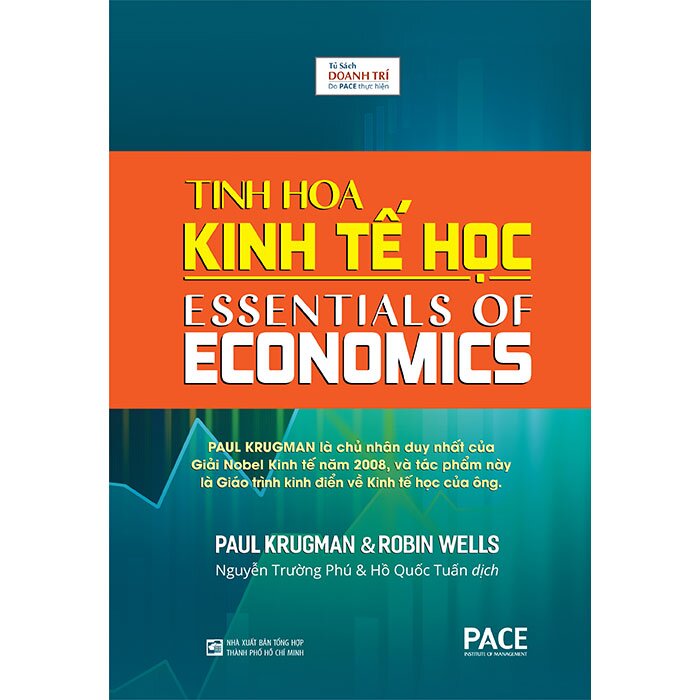 Tủ Sách
DOANH TRÍ
Do PACE thực hiện
TINH HOA
KINH TẾ HỌC
ESSENTIALS OF
ECONOMICS
PAUL KRUGMAN là chủ nhân duy nhất của
Giải Nobel Kinh tế năm 2008, và tác phẩm này
là Giáo trình kinh điển về Kinh tế học của ông.
PAUL KRUGMAN & ROBIN WELLS
Nguyễn Trường Phú & Hồ Quốc Tuấn dịch
NHÀ XUẤT BẢN TỔNG HỢP
THÀNH PHỐ HỒ CHÍ MINH
PACE
INSTITUTE OF MANAGEMENT